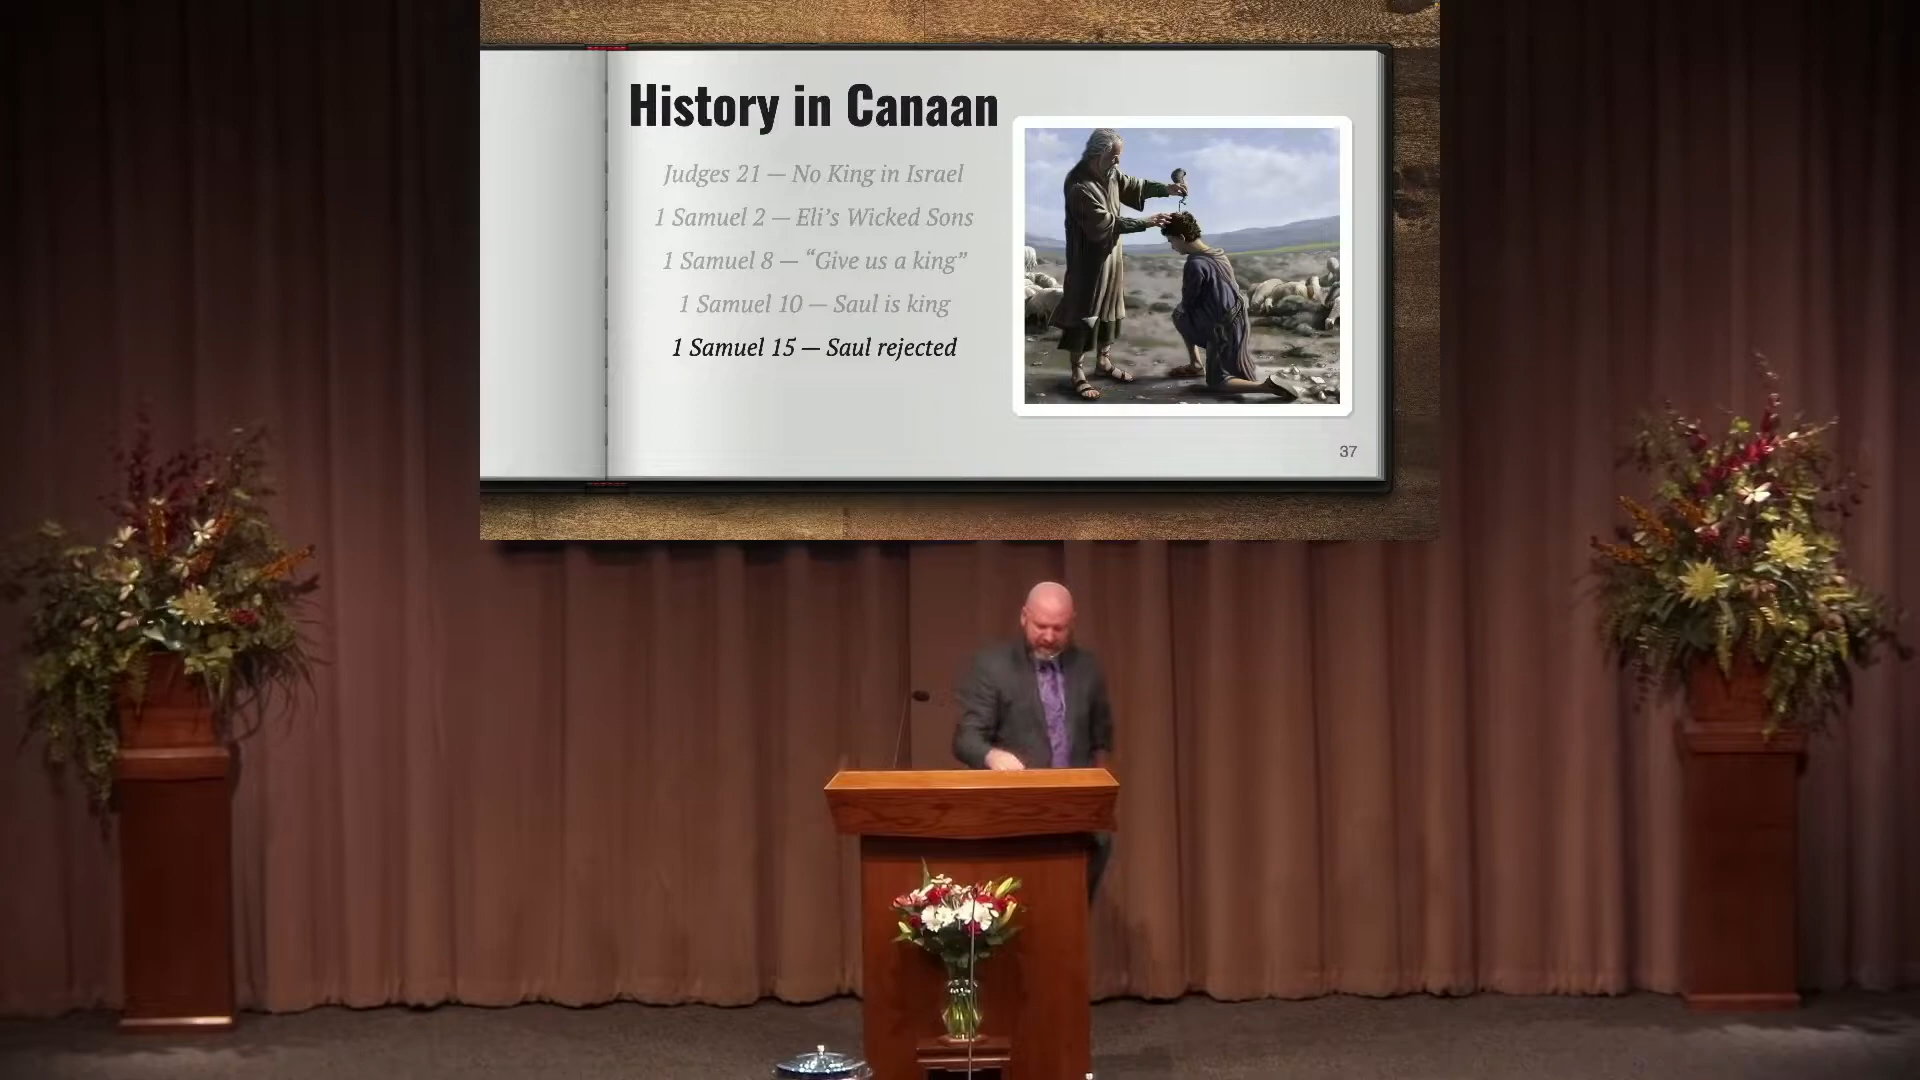 History in Canaan
Judges 21 — No King in Israel
1 Samuel 2 — Eli’s Wicked Sons
1 Samuel 8 — “Give us a king”
1 Samuel 10 — Saul is king
1 Samuel 15 — Saul rejected
37